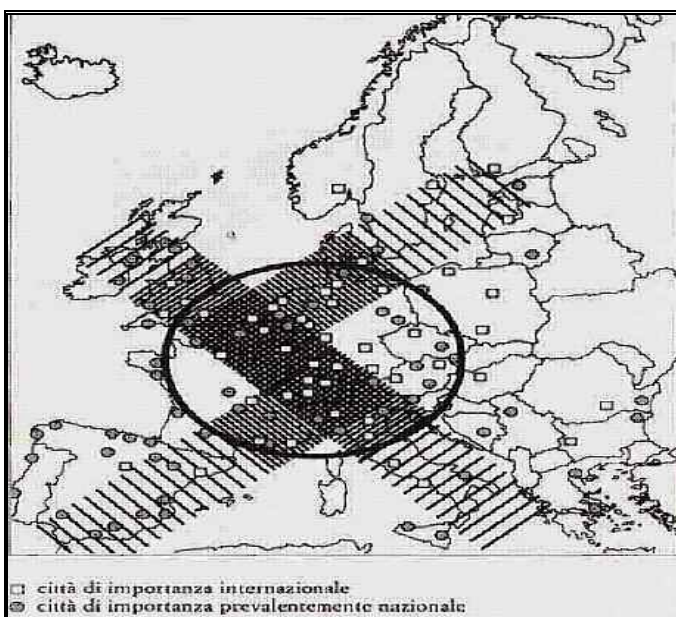 città di importanza internazionale
città di importanza prevalentemente nazionale